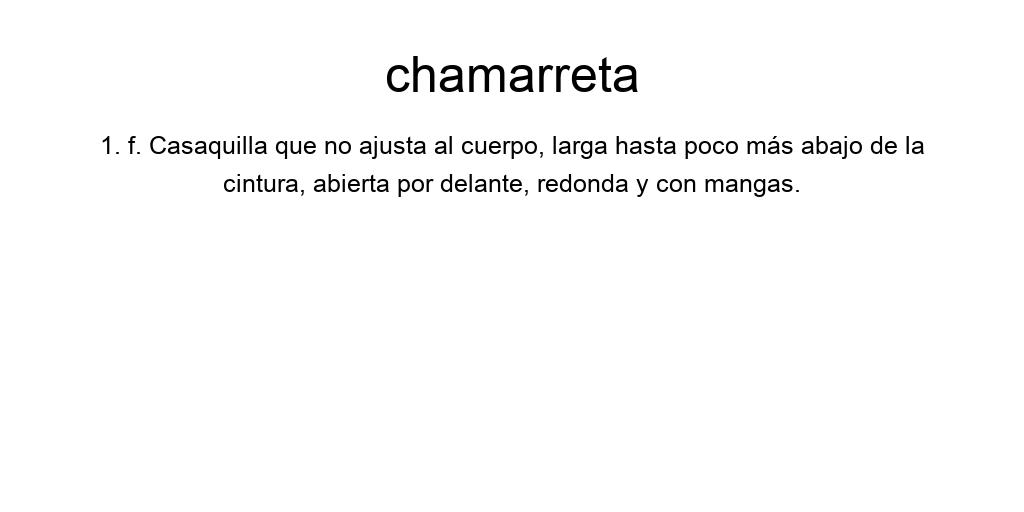 chamarreta
1. f. Casaquilla que no ajusta al cuerpo, larga hasta poco más abajo de la
cintura, abierta por delante, redonda y con mangas.